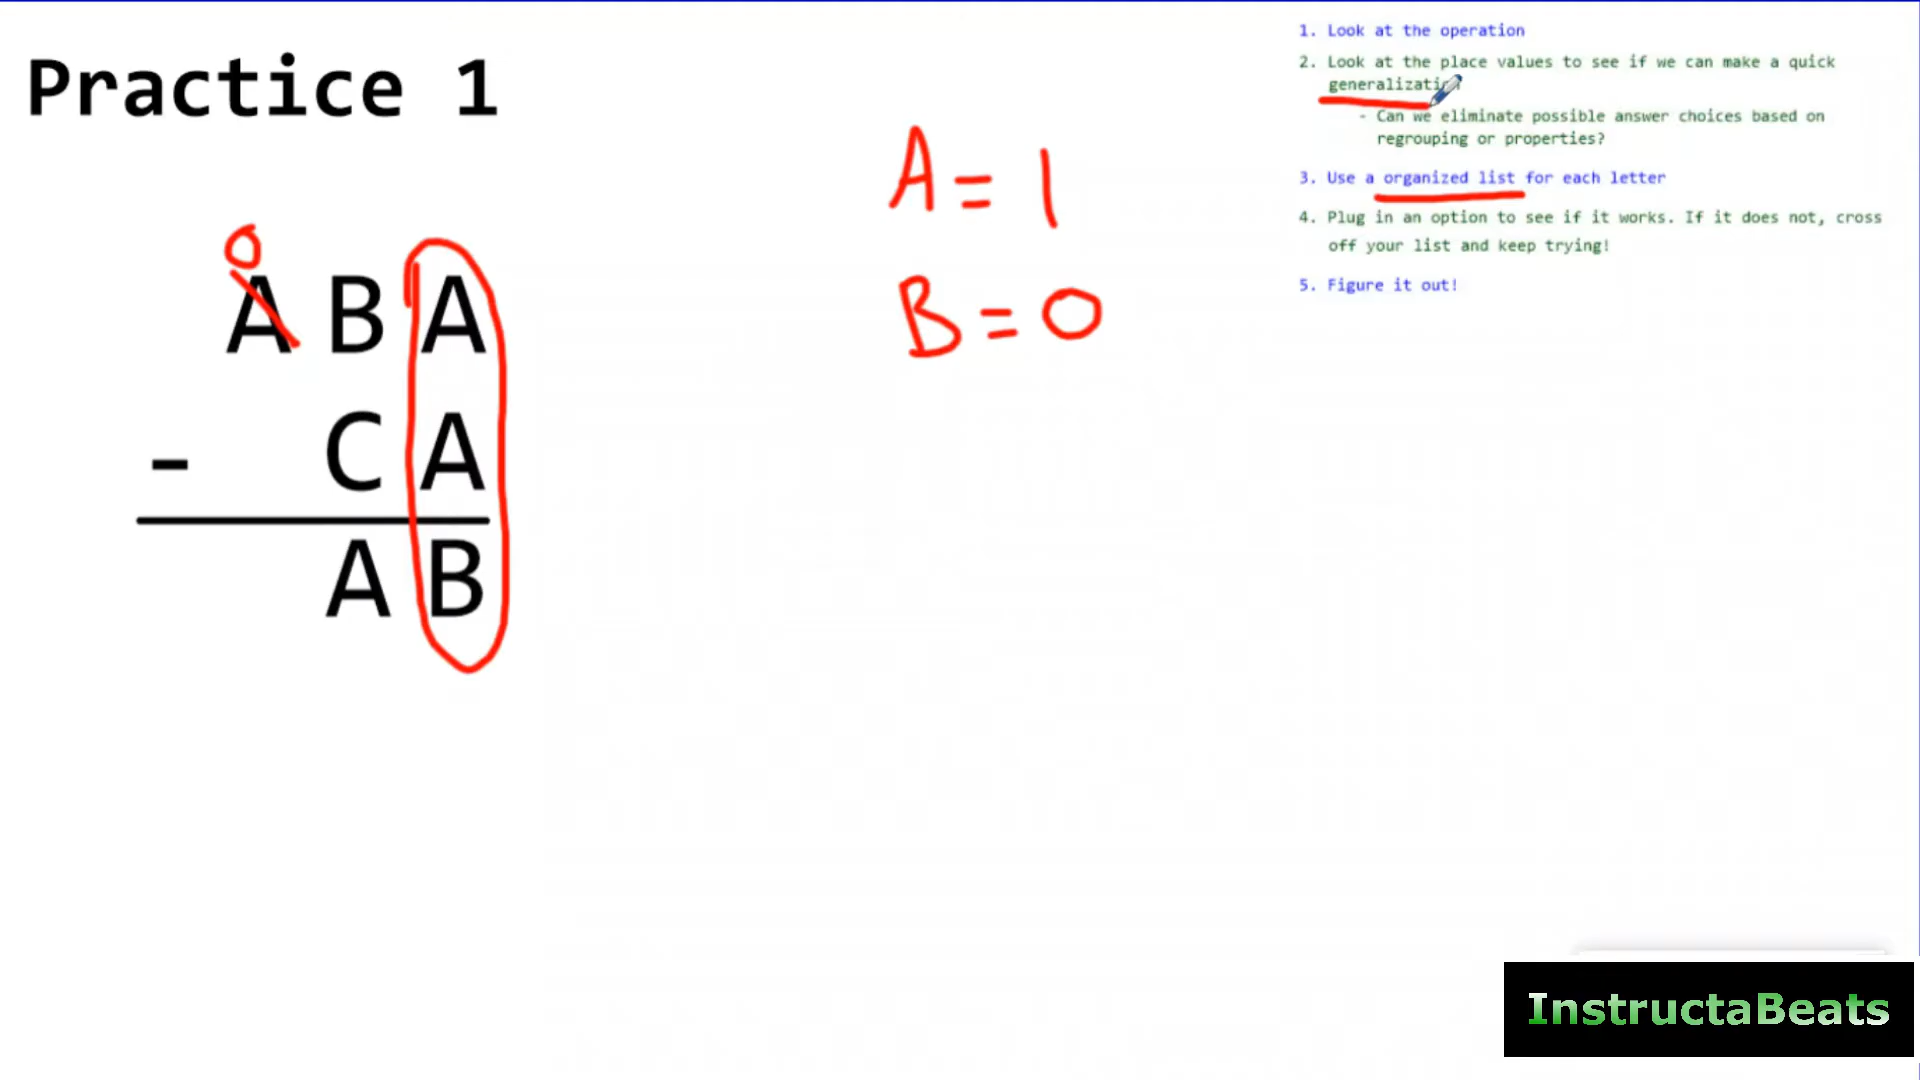 Practice 1
1. Look at the operation
2. Look at the place values to see if we can make a quick
generalization
- Can we eliminate possible answer choices based on
regrouping or properties?
3. Use a organized list for each letter
4. Plug in an option to see if it works. If it does not, cross
off your list and keep trying!
5. Figure it out!
A = 1
B = 0
0
A B A
- C A
A B
InstructaBeats